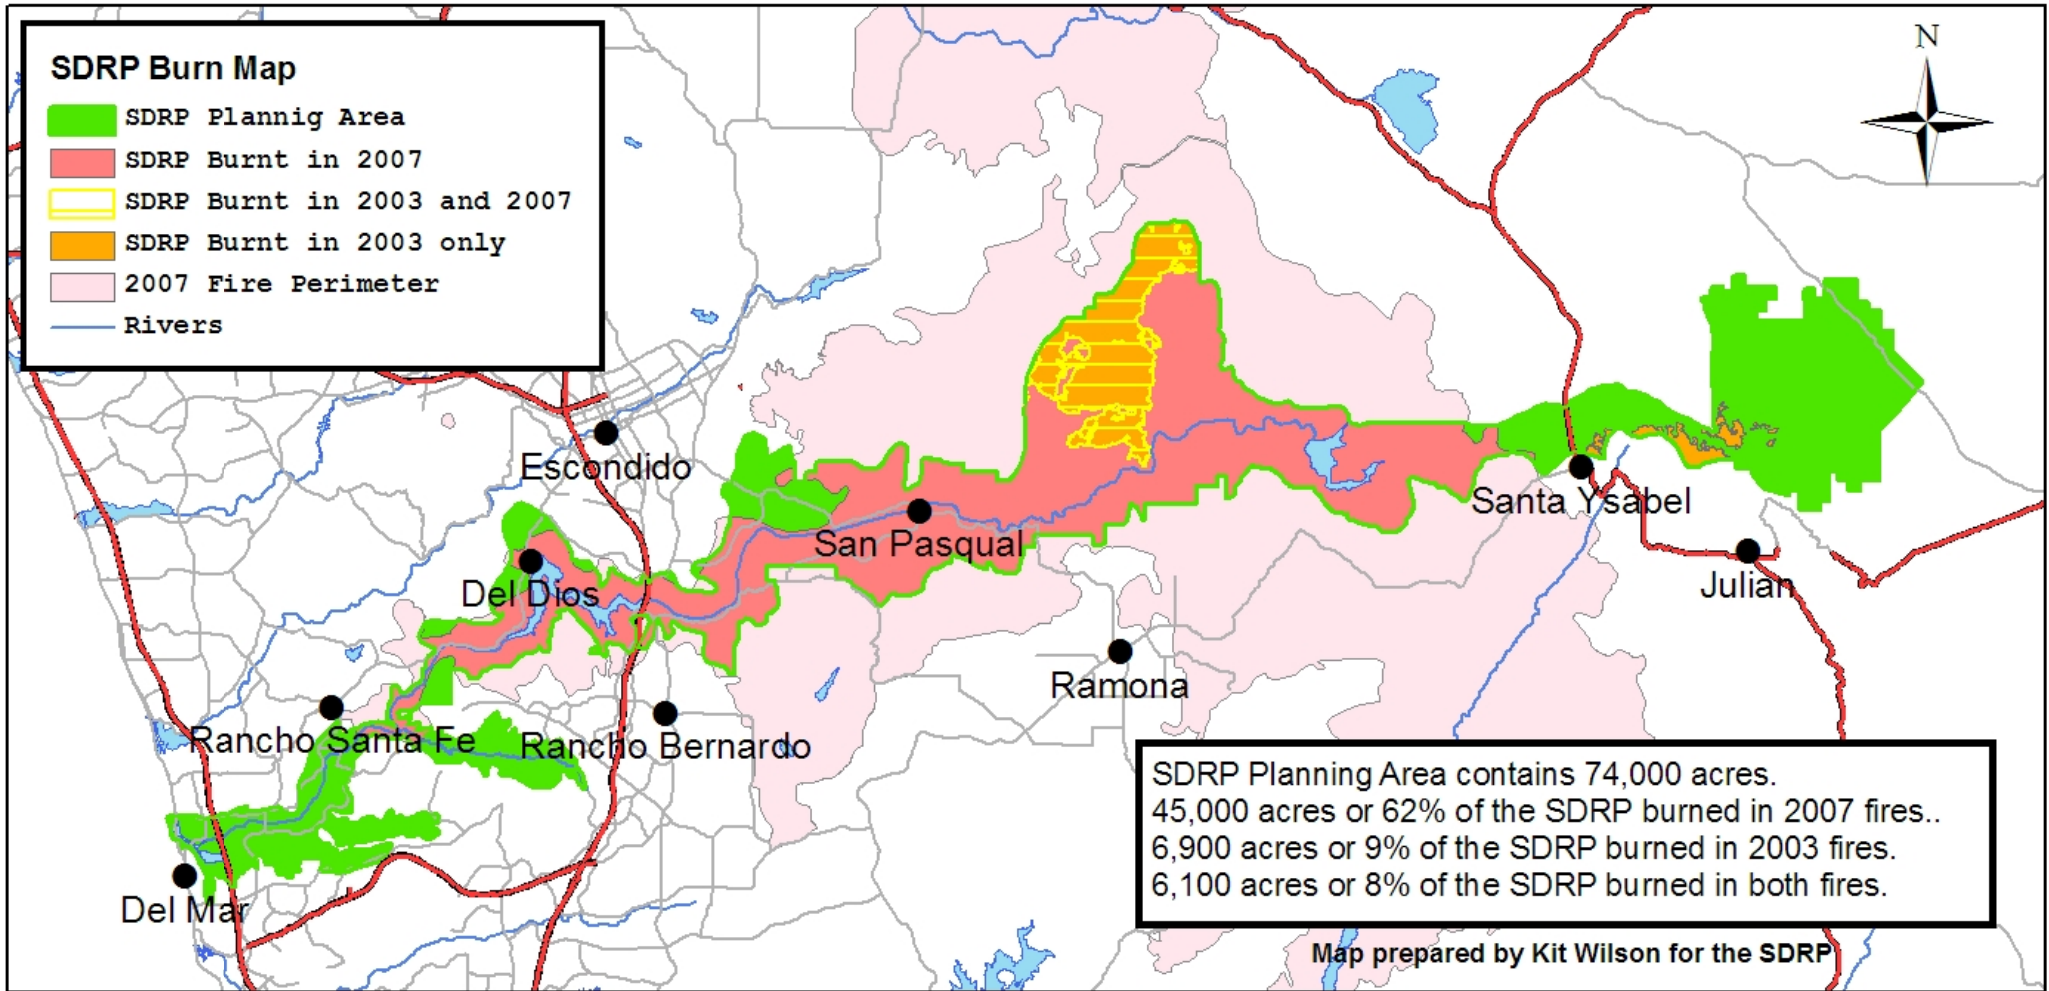 SDRP Burn Map
SDRP Plannig Area
SDRP Burnt in 2007
SDRP Burnt in 2003 and 2007
SDRP Burnt in 2003 only
2007 Fire Perimeter
Rivers
N
Escondido
San Pasqual
Santa Ysabel
Julian
Del Dios
Ramona
Rancho Santa Fe
Rancho Bernardo
Del Mar
SDRP Planning Area contains 74,000 acres.
45,000 acres or 62% of the SDRP burned in 2007 fires..
6,900 acres or 9% of the SDRP burned in 2003 fires.
6,100 acres or 8% of the SDRP burned in both fires.
Map prepared by Kit Wilson for the SDRP